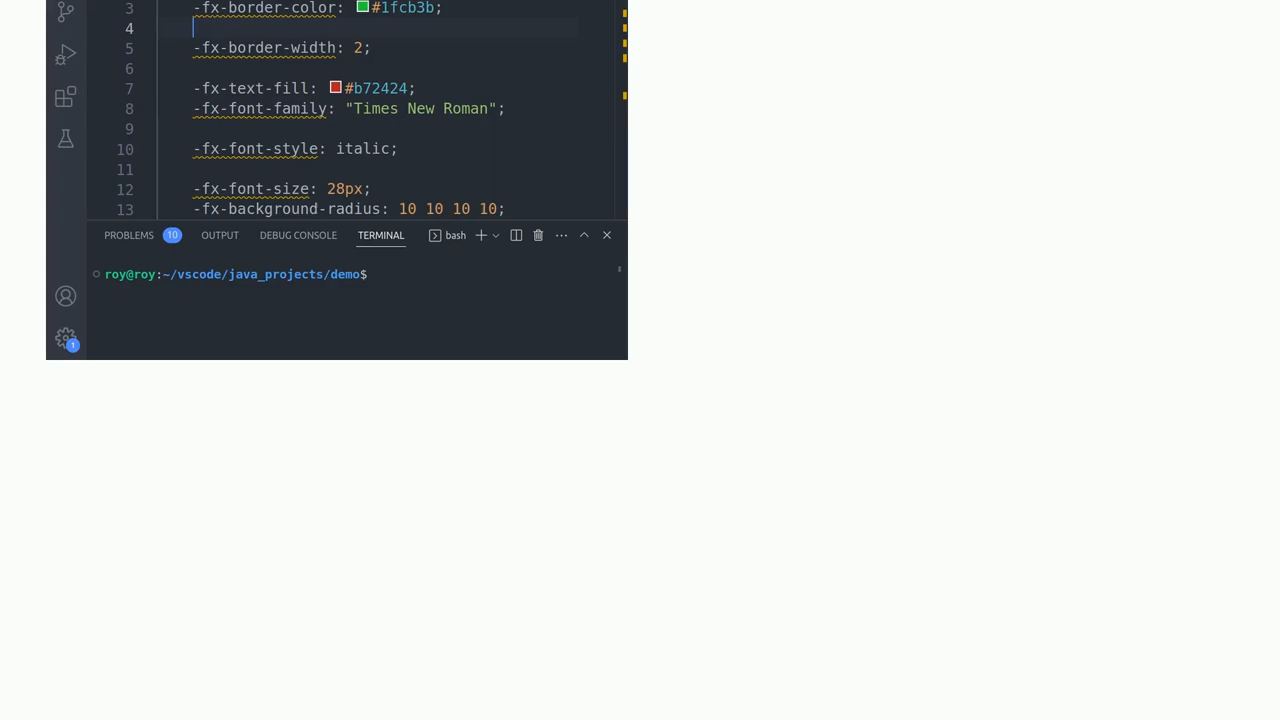 3 -fx-border-color: #1fcb3b;
4
5 -fx-border-width: 2;
6
7 -fx-text-fill: #b72424;
8 -fx-font-family: "Times New Roman";
9
10 -fx-font-style: italic;
11
12 -fx-font-size: 28px;
13 -fx-background-radius: 10 10 10 10;
PROBLEMS 10 OUTPUT DEBUG CONSOLE TERMINAL bash
roy@roy:~/vscode/java_projects/demo$
1